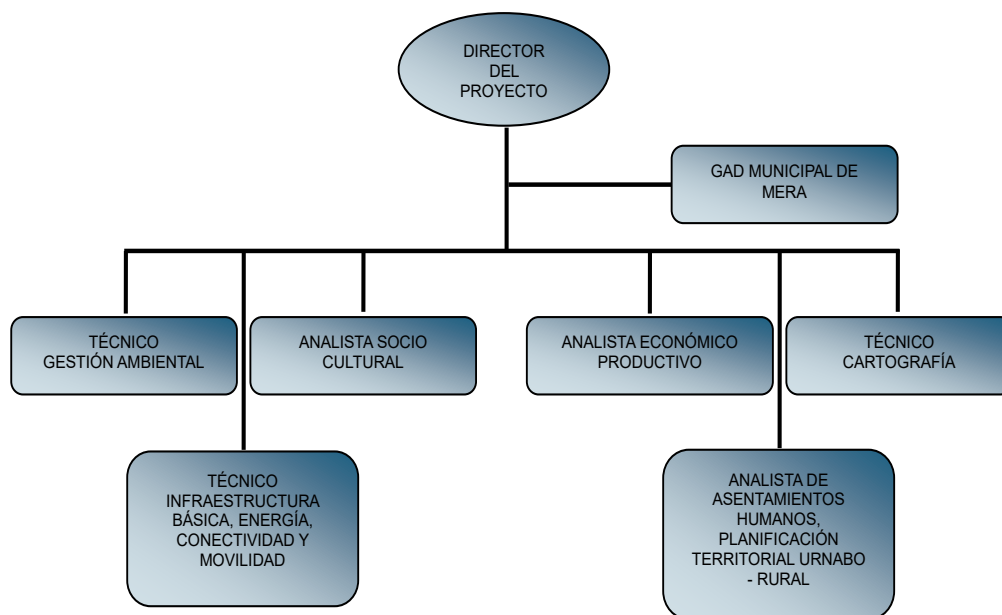 DIRECTOR
DEL
PROYECTO
GAD MUNICIPAL DE
MERA
TÉCNICO
GESTIÓN AMBIENTAL
ANALISTA SOCIO
CULTURAL
ANALISTA ECONÓMICO
PRODUCTIVO
TÉCNICO
CARTOGRAFÍA
TÉCNICO
INFRAESTRUCTURA
BÁSICA, ENERGÍA,
CONECTIVIDAD Y
MOVILIDAD
ANALISTA DE
ASENTAMIENTOS
HUMANOS,
PLANIFICACIÓN
TERRITORIAL URNABO
- RURAL